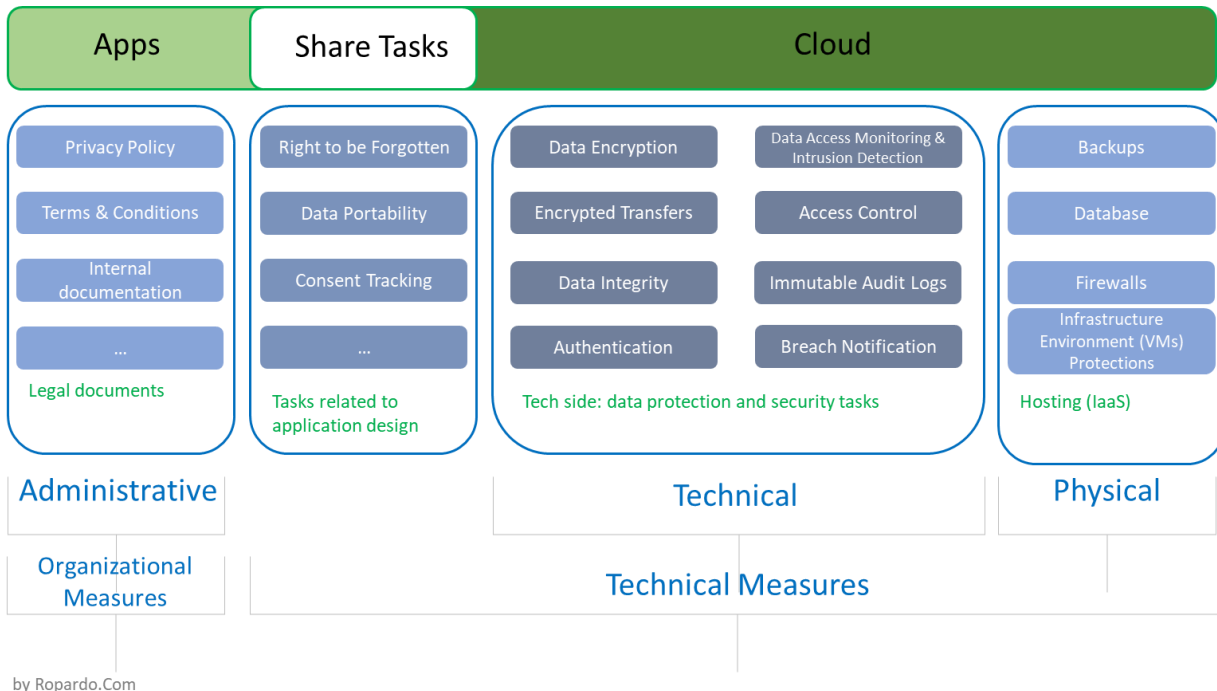 Apps
Share Tasks
Cloud
Privacy Policy
Terms & Conditions
Internal
documentation
...
Legal documents
Right to be Forgotten
Data Portability
Consent Tracking
...
Tasks related to
application design
Data Encryption
Encrypted Transfers
Data Integrity
Authentication
Data Access Monitoring &
Intrusion Detection
Access Control
Immutable Audit Logs
Breach Notification
Tech side: data protection and security tasks
Backups
Database
Firewalls
Infrastructure
Environment (VMs)
Protections
Hosting (IaaS)
Administrative
Technical
Physical
Organizational
Measures
Technical Measures
by Ropardo.Com